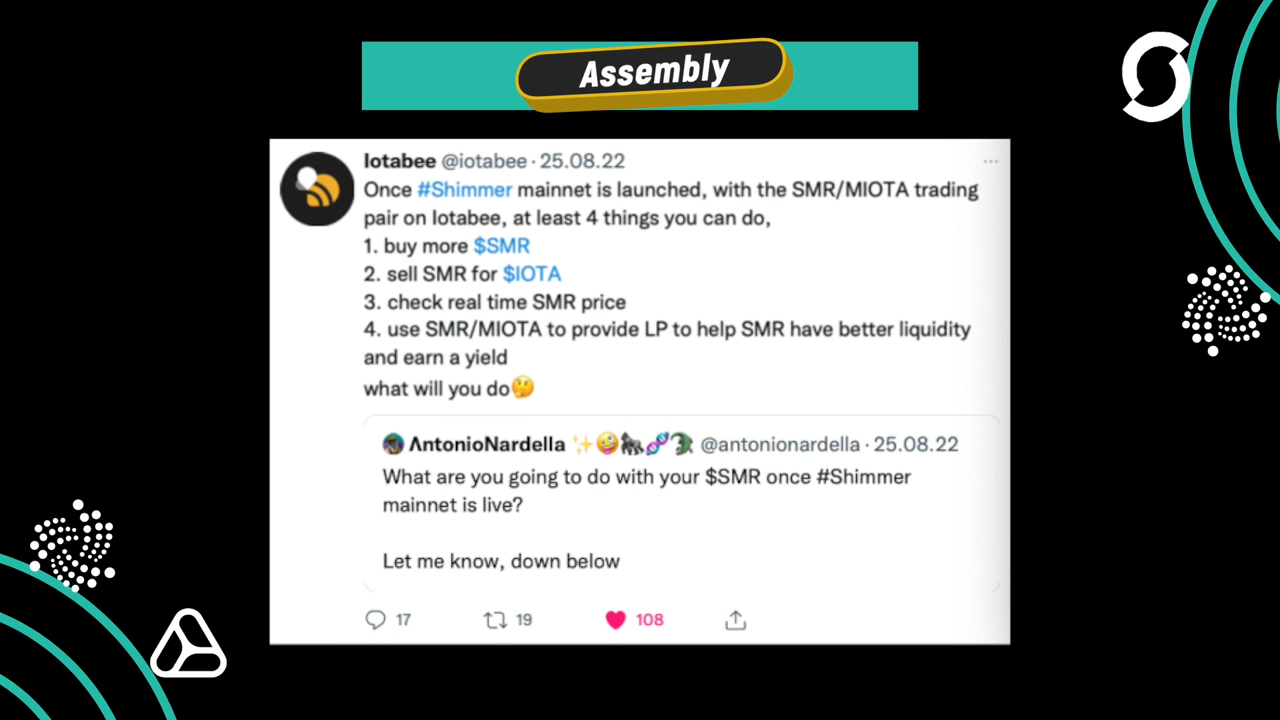 Assembly
Iotabee @iotabee · 25.08.22
Once #Shimmer mainnet is launched, with the SMR/MIOTA trading
pair on Iotabee, at least 4 things you can do,
1. buy more $SMR
2. sell SMR for $IOTA
3. check real time SMR price
4. use SMR/MIOTA to provide LP to help SMR have better liquidity
and earn a yield
what will you do🤔
ΛntonioNardella ✨🤪🦍🧬🐊 @antonionardella · 25.08.22
What are you going to do with your $SMR once #Shimmer
mainnet is live?
Let me know, down below
17 19 108